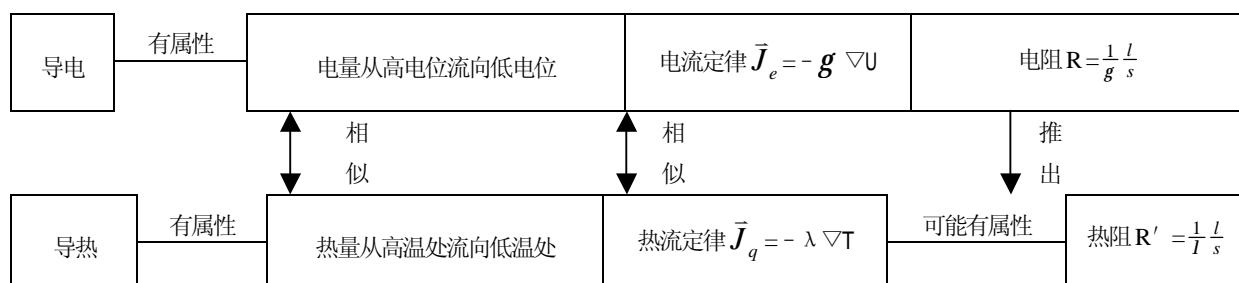 导电
有属性
电量从高电位流向低电位
电流定律 J⃗e = - g ▽U
电阻 R = 1/g l/s
相似
相似
推出
导热
有属性
热量从高温处流向低温处
热流定律 J⃗q = - λ ▽T
可能有属性
热阻 R′ = 1/l l/s